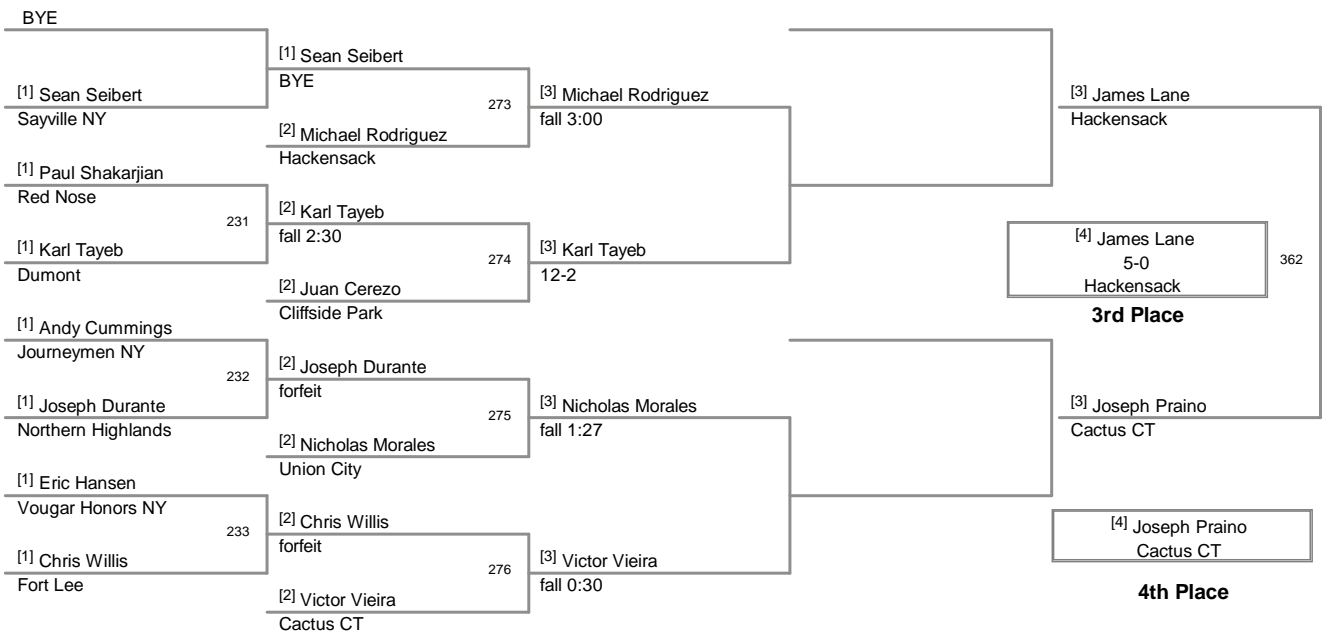 BYE
[1] Sean Seibert
Sayville NY
[1] Paul Shakarjian
Red Nose
231
[1] Karl Tayeb
Dumont
[1] Andy Cummings
Journeymen NY
232
[1] Joseph Durante
Northern Highlands
[1] Eric Hansen
Vougar Honors NY
233
[1] Chris Willis
Fort Lee
[1] Sean Seibert
BYE
273
[2] Michael Rodriguez
Hackensack
[2] Karl Tayeb
fall 2:30
274
[2] Juan Cerezo
Cliffside Park
[2] Joseph Durante
forfeit
275
[2] Nicholas Morales
Union City
[2] Chris Willis
forfeit
276
[2] Victor Vieira
Cactus CT
[3] Michael Rodriguez
fall 3:00
[3] Karl Tayeb
12-2
[3] Nicholas Morales
fall 1:27
[3] Victor Vieira
fall 0:30
[3] James Lane
Hackensack
[4] James Lane
5-0
Hackensack
362
3rd Place
[3] Joseph Praino
Cactus CT
[4] Joseph Praino
Cactus CT
4th Place